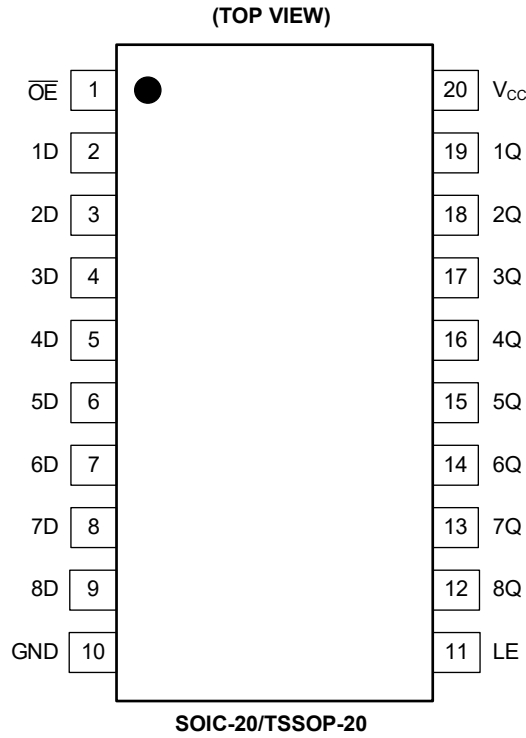 (TOP VIEW)
O̅E̅ 1 20 VCC
1D 2 19 1Q
2D 3 18 2Q
3D 4 17 3Q
4D 5 16 4Q
5D 6 15 5Q
6D 7 14 6Q
7D 8 13 7Q
8D 9 12 8Q
GND 10 11 LE
SOIC-20/TSSOP-20